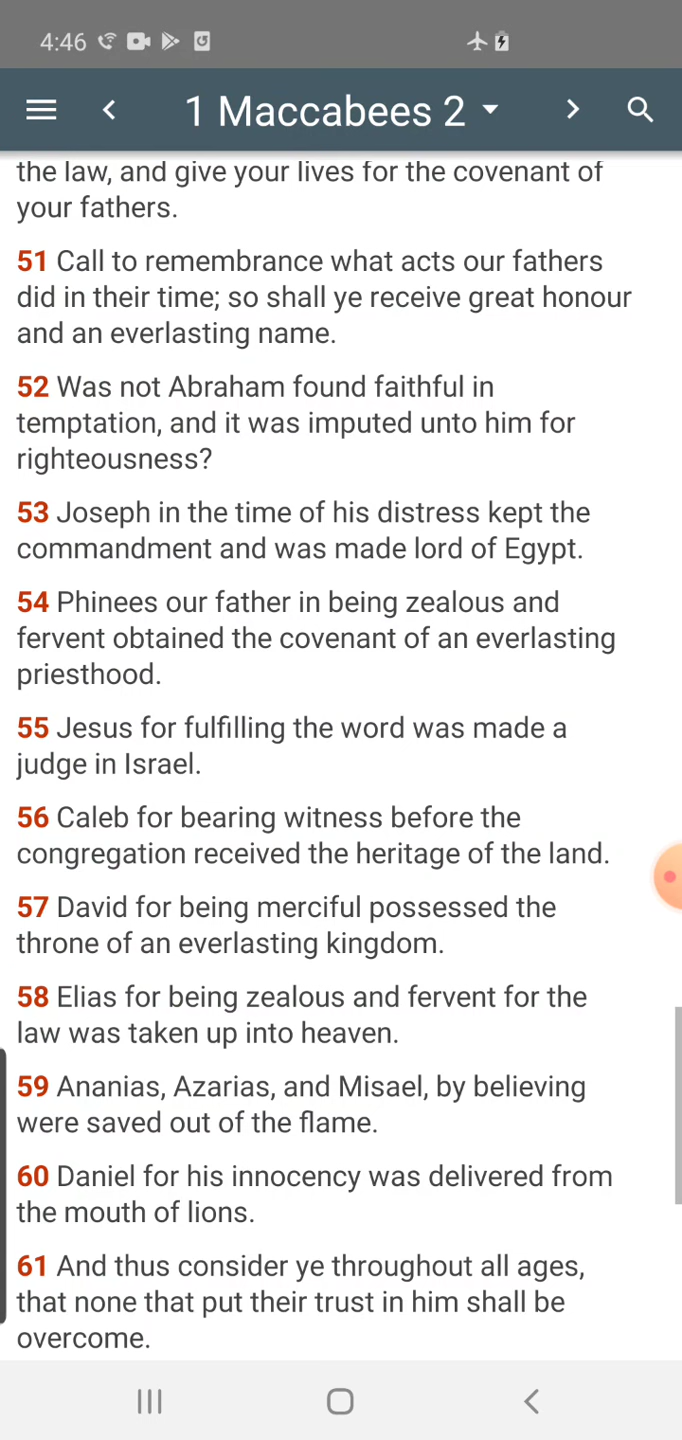 4:46
1 Maccabees 2
the law, and give your lives for the covenant of
your fathers.
51 Call to remembrance what acts our fathers
did in their time; so shall ye receive great honour
and an everlasting name.
52 Was not Abraham found faithful in
temptation, and it was imputed unto him for
righteousness?
53 Joseph in the time of his distress kept the
commandment and was made lord of Egypt.
54 Phinees our father in being zealous and
fervent obtained the covenant of an everlasting
priesthood.
55 Jesus for fulfilling the word was made a
judge in Israel.
56 Caleb for bearing witness before the
congregation received the heritage of the land.
57 David for being merciful possessed the
throne of an everlasting kingdom.
58 Elias for being zealous and fervent for the
law was taken up into heaven.
59 Ananias, Azarias, and Misael, by believing
were saved out of the flame.
60 Daniel for his innocency was delivered from
the mouth of lions.
61 And thus consider ye throughout all ages,
that none that put their trust in him shall be
overcome.